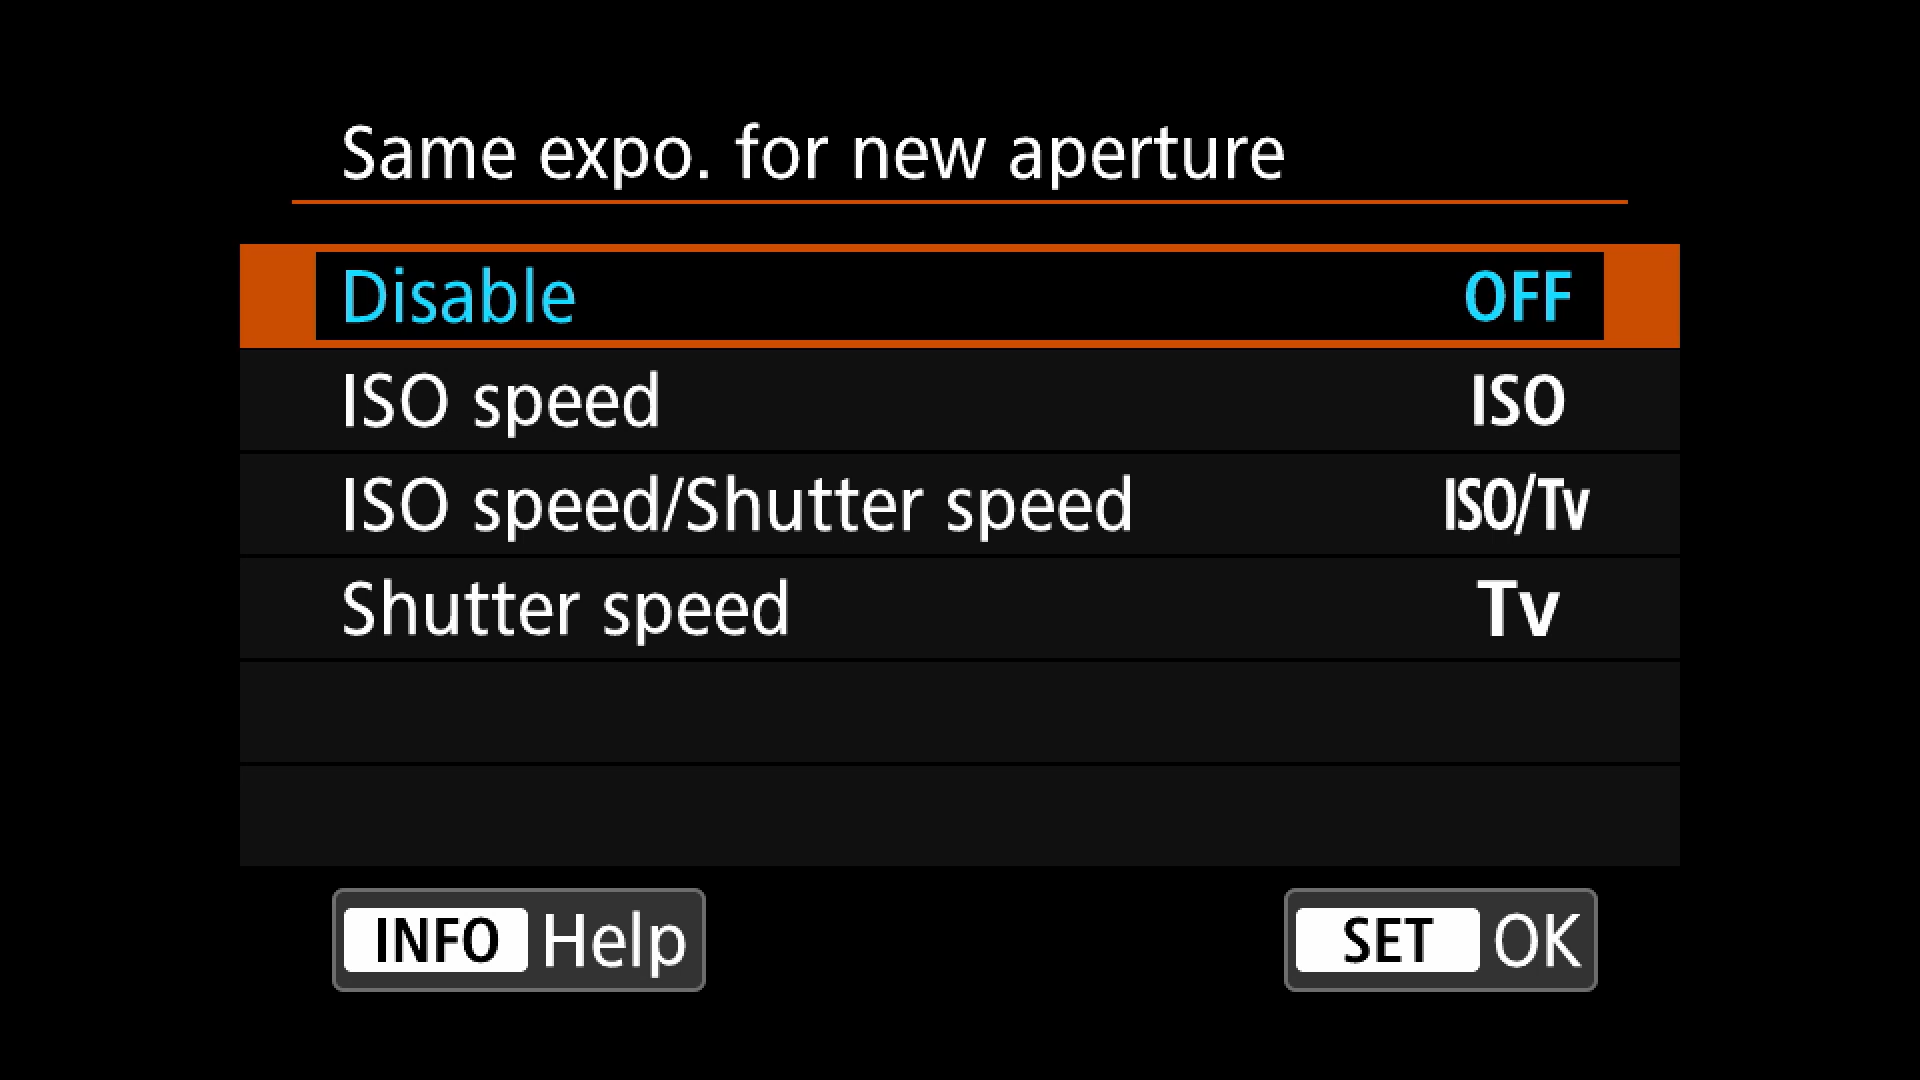 Same expo. for new aperture
Disable OFF
ISO speed ISO
ISO speed/Shutter speed ISO/Tv
Shutter speed Tv
INFO Help SET OK